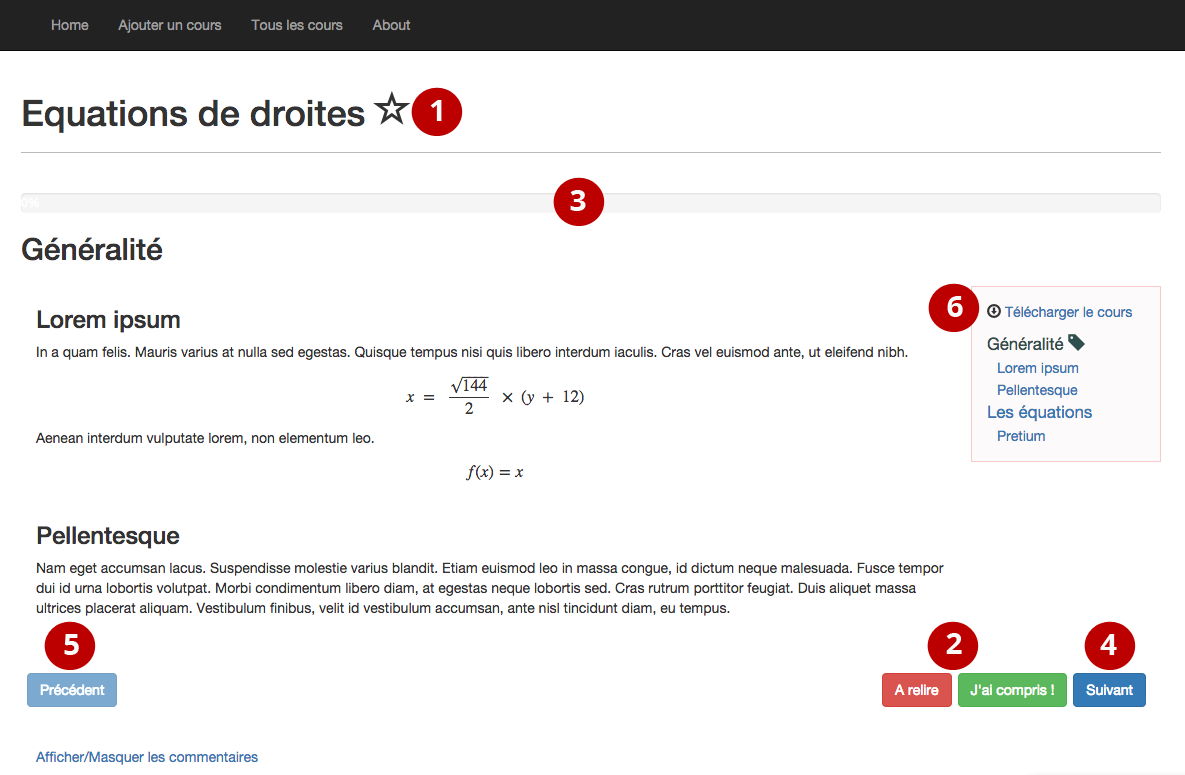 Home Ajouter un cours Tous les cours About
Equations de droites ☆ 1
3
0%
Généralité
6
Télécharger le cours
Généralité
Lorem ipsum
Pellentesque
Les équations
Pretium
Lorem ipsum
In a quam felis. Mauris varius at nulla sed egestas. Quisque tempus nisi quis libero interdum iaculis. Cras vel euismod ante, ut eleifend nibh.
x = √144 / 2 × (y + 12)
Aenean interdum vulputate lorem, non elementum leo.
f(x) = x
Pellentesque
Nam eget accumsan lacus. Suspendisse molestie varius blandit. Etiam euismod leo in massa congue, id dictum neque malesuada. Fusce tempor
dui id urna lobortis volutpat. Morbi condimentum libero diam, at egestas neque lobortis sed. Cras rutrum porttitor feugiat. Duis aliquet massa
ultrices placerat aliquam. Vestibulum finibus, velit id vestibulum accumsan, ante nisl tincidunt diam, eu tempus.
5 2 4
Précédent A relire J'ai compris ! Suivant
Afficher/Masquer les commentaires